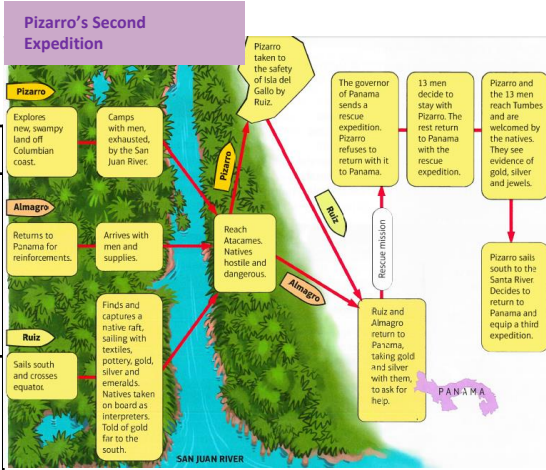 Pizarro's Second
Expedition
Pizarro
Explores
new, swampy
land off
Columbian
coast.
Camps
with men,
exhausted,
by the San
Juan River.
Almagro
Returns to
Panama for
reinforcements.
Arrives with
men and
supplies.
Ruiz
Sails south
and crosses
equator.
Finds and
captures a
native raft,
sailing with
textiles,
pottery, gold,
silver and
emeralds.
Natives taken
on board as
interpreters.
Told of gold
far to the
south.
Reach
Atacames.
Natives
hostile and
dangerous.
Pizarro
Pizarro
taken to
the safety
of Isla del
Gallo by
Ruiz.
Ruiz
Almagro
Ruiz and
Almagro
return to
Panama,
taking gold
and silver
with them,
to ask for
help.
Rescue mission
The governor
of Panama
sends a
rescue
expedition.
Pizarro
refuses to
return with it
to Panama.
13 men
decide to
stay with
Pizarro. The
rest return
to Panama
with the
rescue
expedition.
Pizarro and
the 13 men
reach Tumbes
and are
welcomed by
the natives.
They see
evidence of
gold, silver
and jewels.
Pizarro sails
south to the
Santa River
Decides to
return to
Panama and
equip a third
expedition.
PANAMA
SAN JUAN RIVER